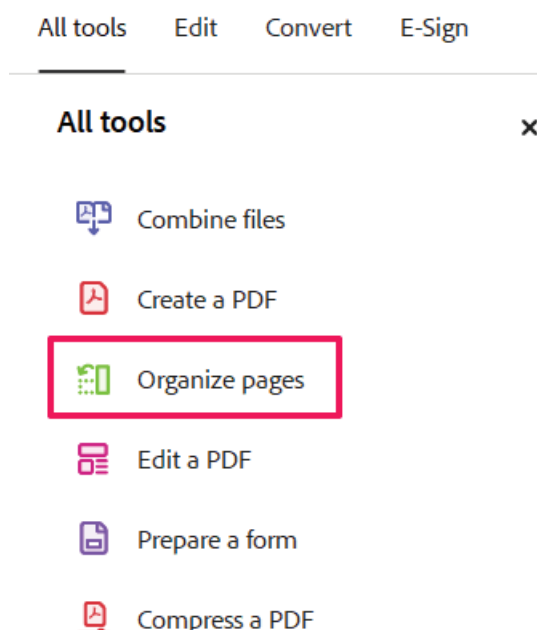 All tools Edit Convert E-Sign
All tools
Combine files
Create a PDF
Organize pages
Edit a PDF
Prepare a form
Compress a PDF